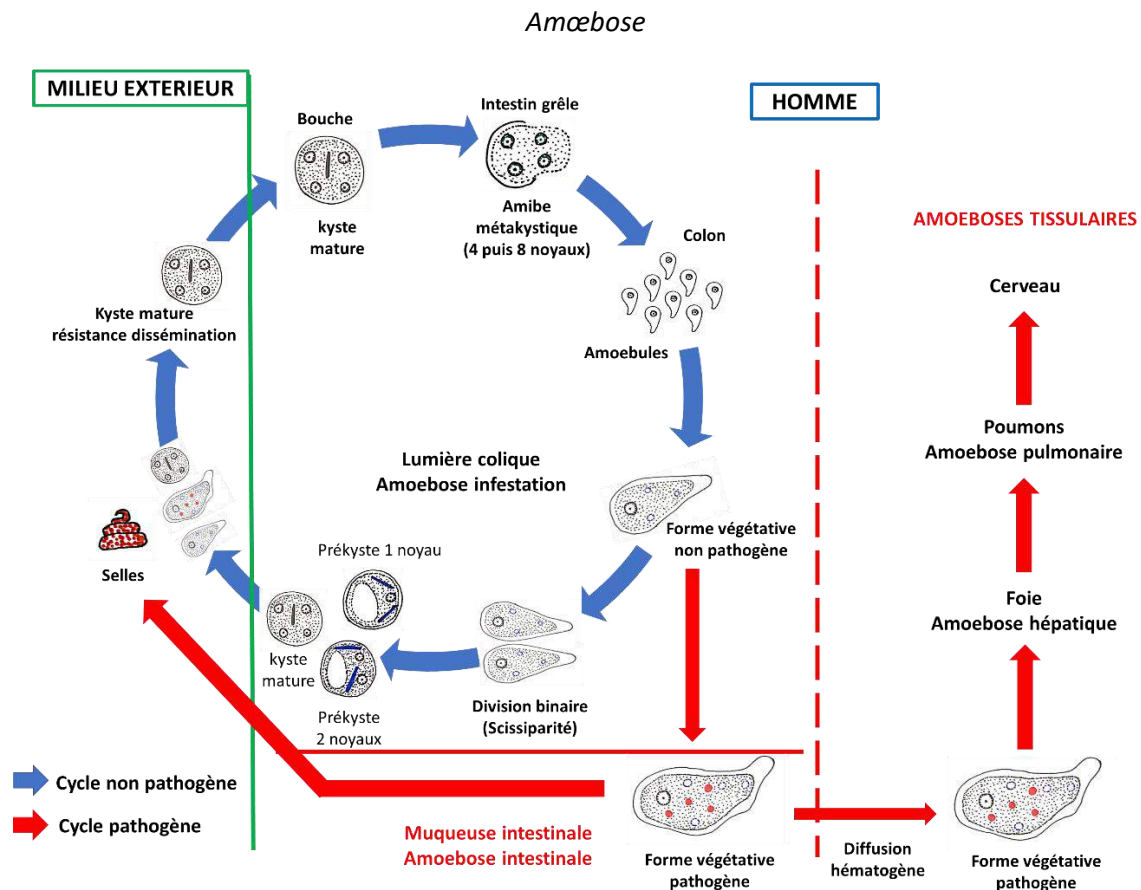 Amœbose
MILIEU EXTERIEUR
HOMME
Bouche
kyste
mature
Intestin grêle
Amibe
métakystique
(4 puis 8 noyaux)
Colon
Amoebules
Kyste mature
résistance dissémination
Lumière colique
Amoebose infestation
Forme végétative
non pathogène
Selles
Prékyste 1 noyau
kyste
mature
Prékyste
2 noyaux
Division binaire
(Scissiparité)
AMOEBOSES TISSULAIRES
Cerveau
Poumons
Amoebose pulmonaire
Foie
Amoebose hépatique
Cycle non pathogène
Cycle pathogène
Muqueuse intestinale
Amoebose intestinale
Forme végétative
pathogène
Diffusion
hématogène
Forme végétative
pathogène